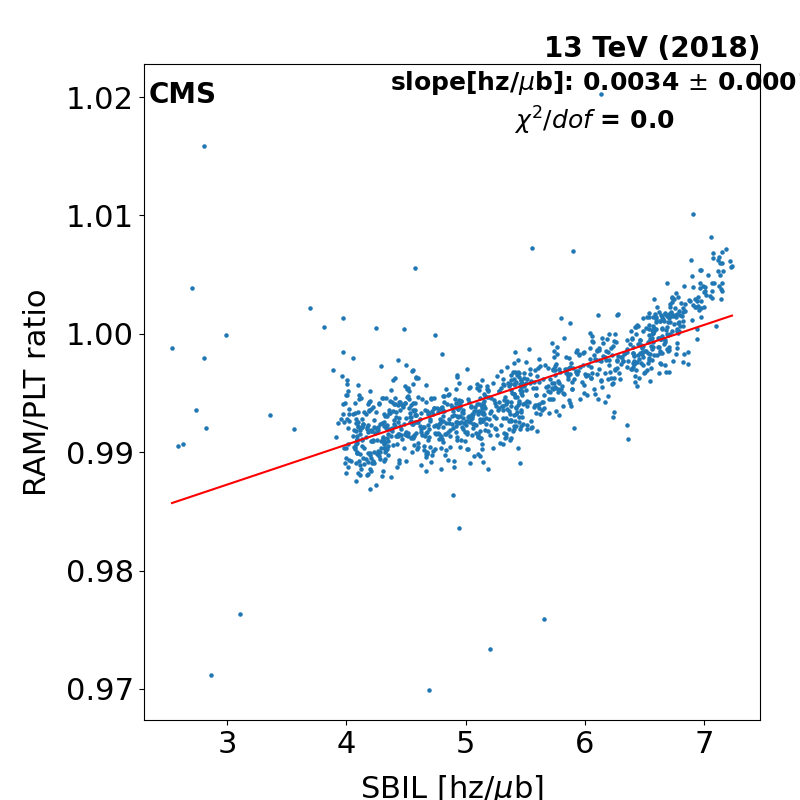 13 TeV (2018)
CMS
slope[hz/μb]: 0.0034 ± 0.000
χ²/dof = 0.0
1.02
1.01
1.00
0.99
0.98
0.97
RAM/PLT ratio
3 4 5 6 7
SBIL [hz/μb]